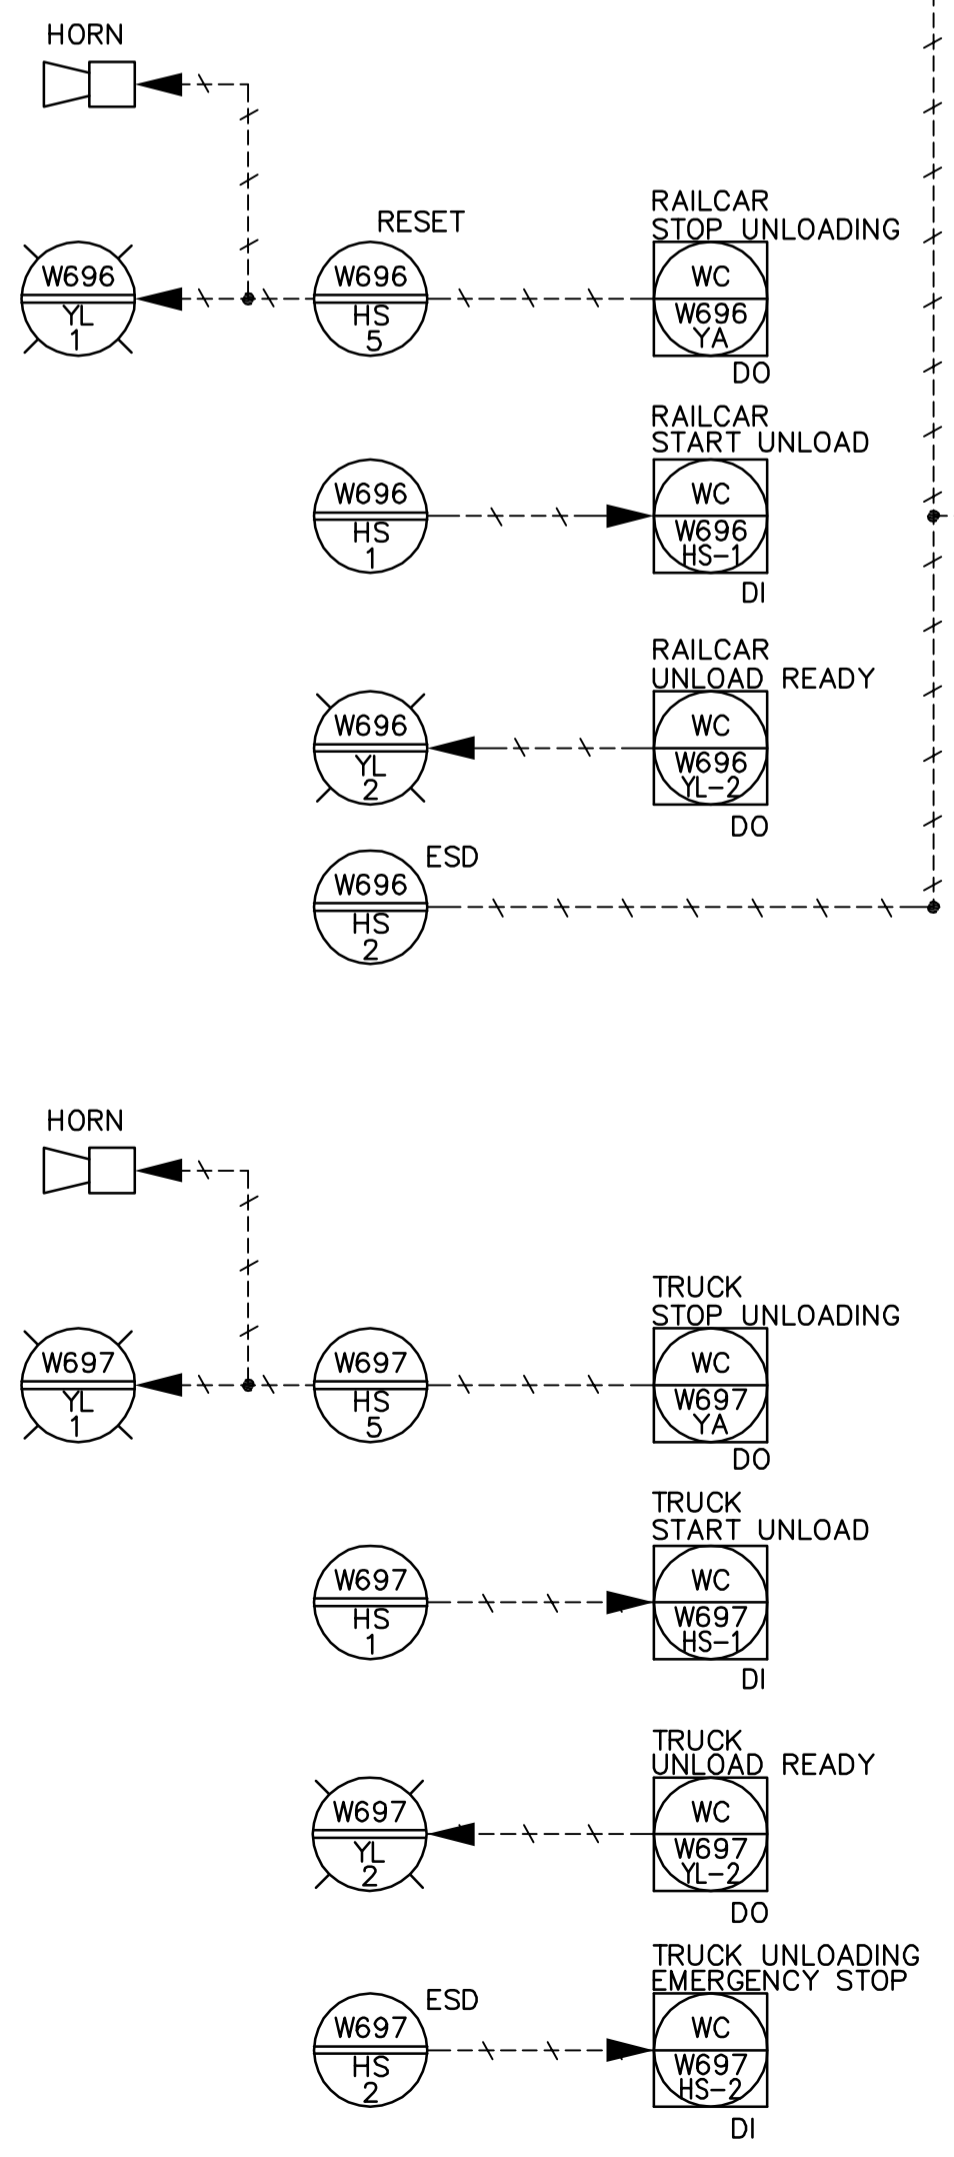 HORN
RESET
RAILCAR
STOP UNLOADING
W696
YL
1
W696
HS
5
WC
W696
YA
DO
RAILCAR
START UNLOAD
W696
HS
1
WC
W696
HS-1
DI
RAILCAR
UNLOAD READY
W696
YL
2
WC
W696
YL-2
DO
ESD
W696
HS
2
HORN
TRUCK
STOP UNLOADING
W697
YL
1
W697
HS
5
WC
W697
YA
DO
TRUCK
START UNLOAD
W697
HS
1
WC
W697
HS-1
DI
TRUCK
UNLOAD READY
W697
YL
2
WC
W697
YL-2
DO
TRUCK UNLOADING
EMERGENCY STOP
ESD
W697
HS
2
WC
W697
HS-2
DI